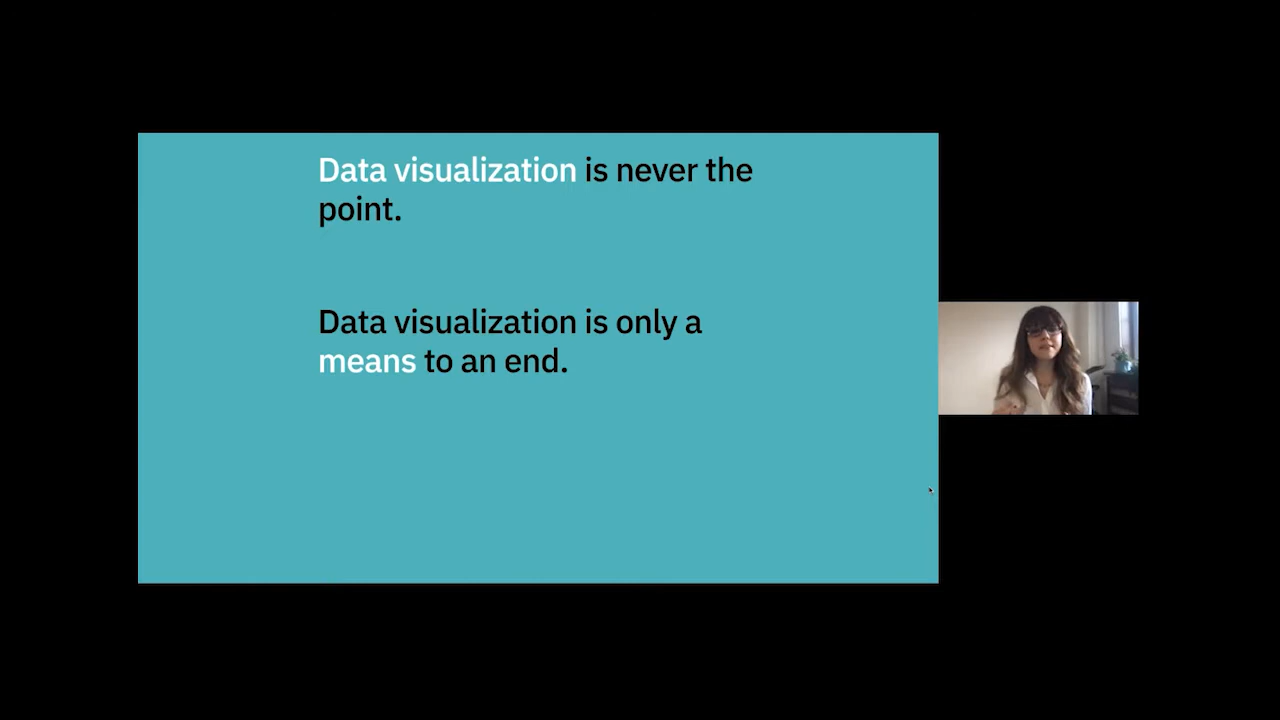 Data visualization is never the
point.
Data visualization is only a
means to an end.